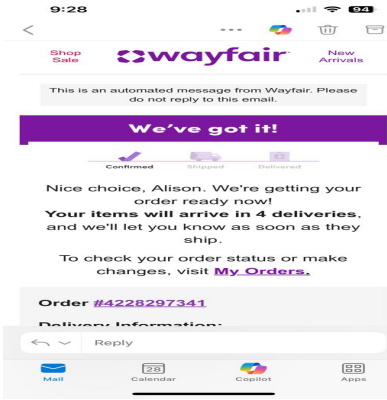 9:28
94
Shop
Sale
wayfair
New
Arrivals
This is an automated message from Wayfair. Please
do not reply to this email.
We've got it!
Confirmed
Shipped
Delivered
Nice choice, Alison. We're getting your
order ready now!
Your items will arrive in 4 deliveries,
and we'll let you know as soon as they
ship.
To check your order status or make
changes, visit My Orders.
Order #4228297341
Delivery Information:
Reply
28
Mail
Calendar
Copilot
Apps